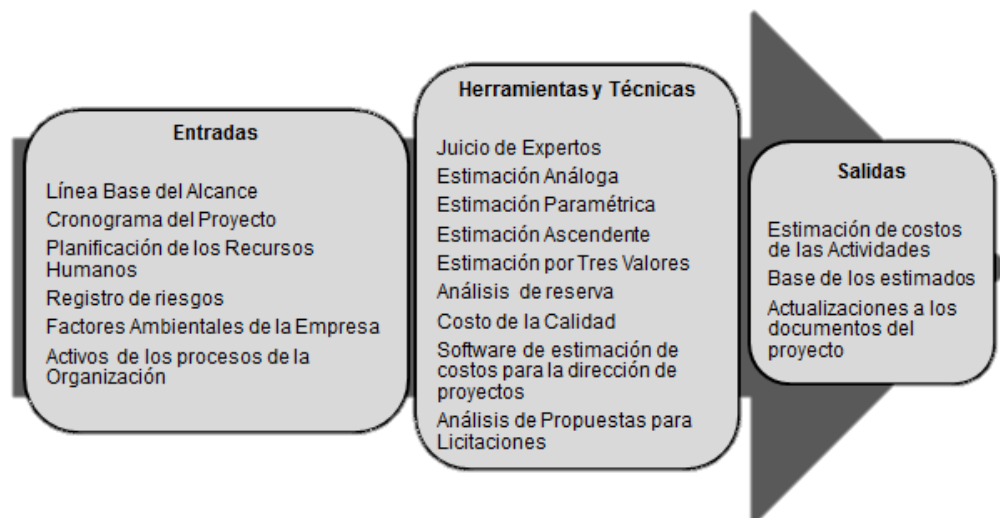 Entradas
Línea Base del Alcance
Cronograma del Proyecto
Planificación de los Recursos
Humanos
Registro de riesgos
Factores Ambientales de la Empresa
Activos de los procesos de la
Organización
Herramientas y Técnicas
Juicio de Expertos
Estimación Análoga
Estimación Paramétrica
Estimación Ascendente
Estimación por Tres Valores
Análisis de reserva
Costo de la Calidad
Software de estimación de
costos para la dirección de
proyectos
Análisis de Propuestas para
Licitaciones
Salidas
Estimación de costos
de las Actividades
Base de los estimados
Actualizaciones a los
documentos del
proyecto